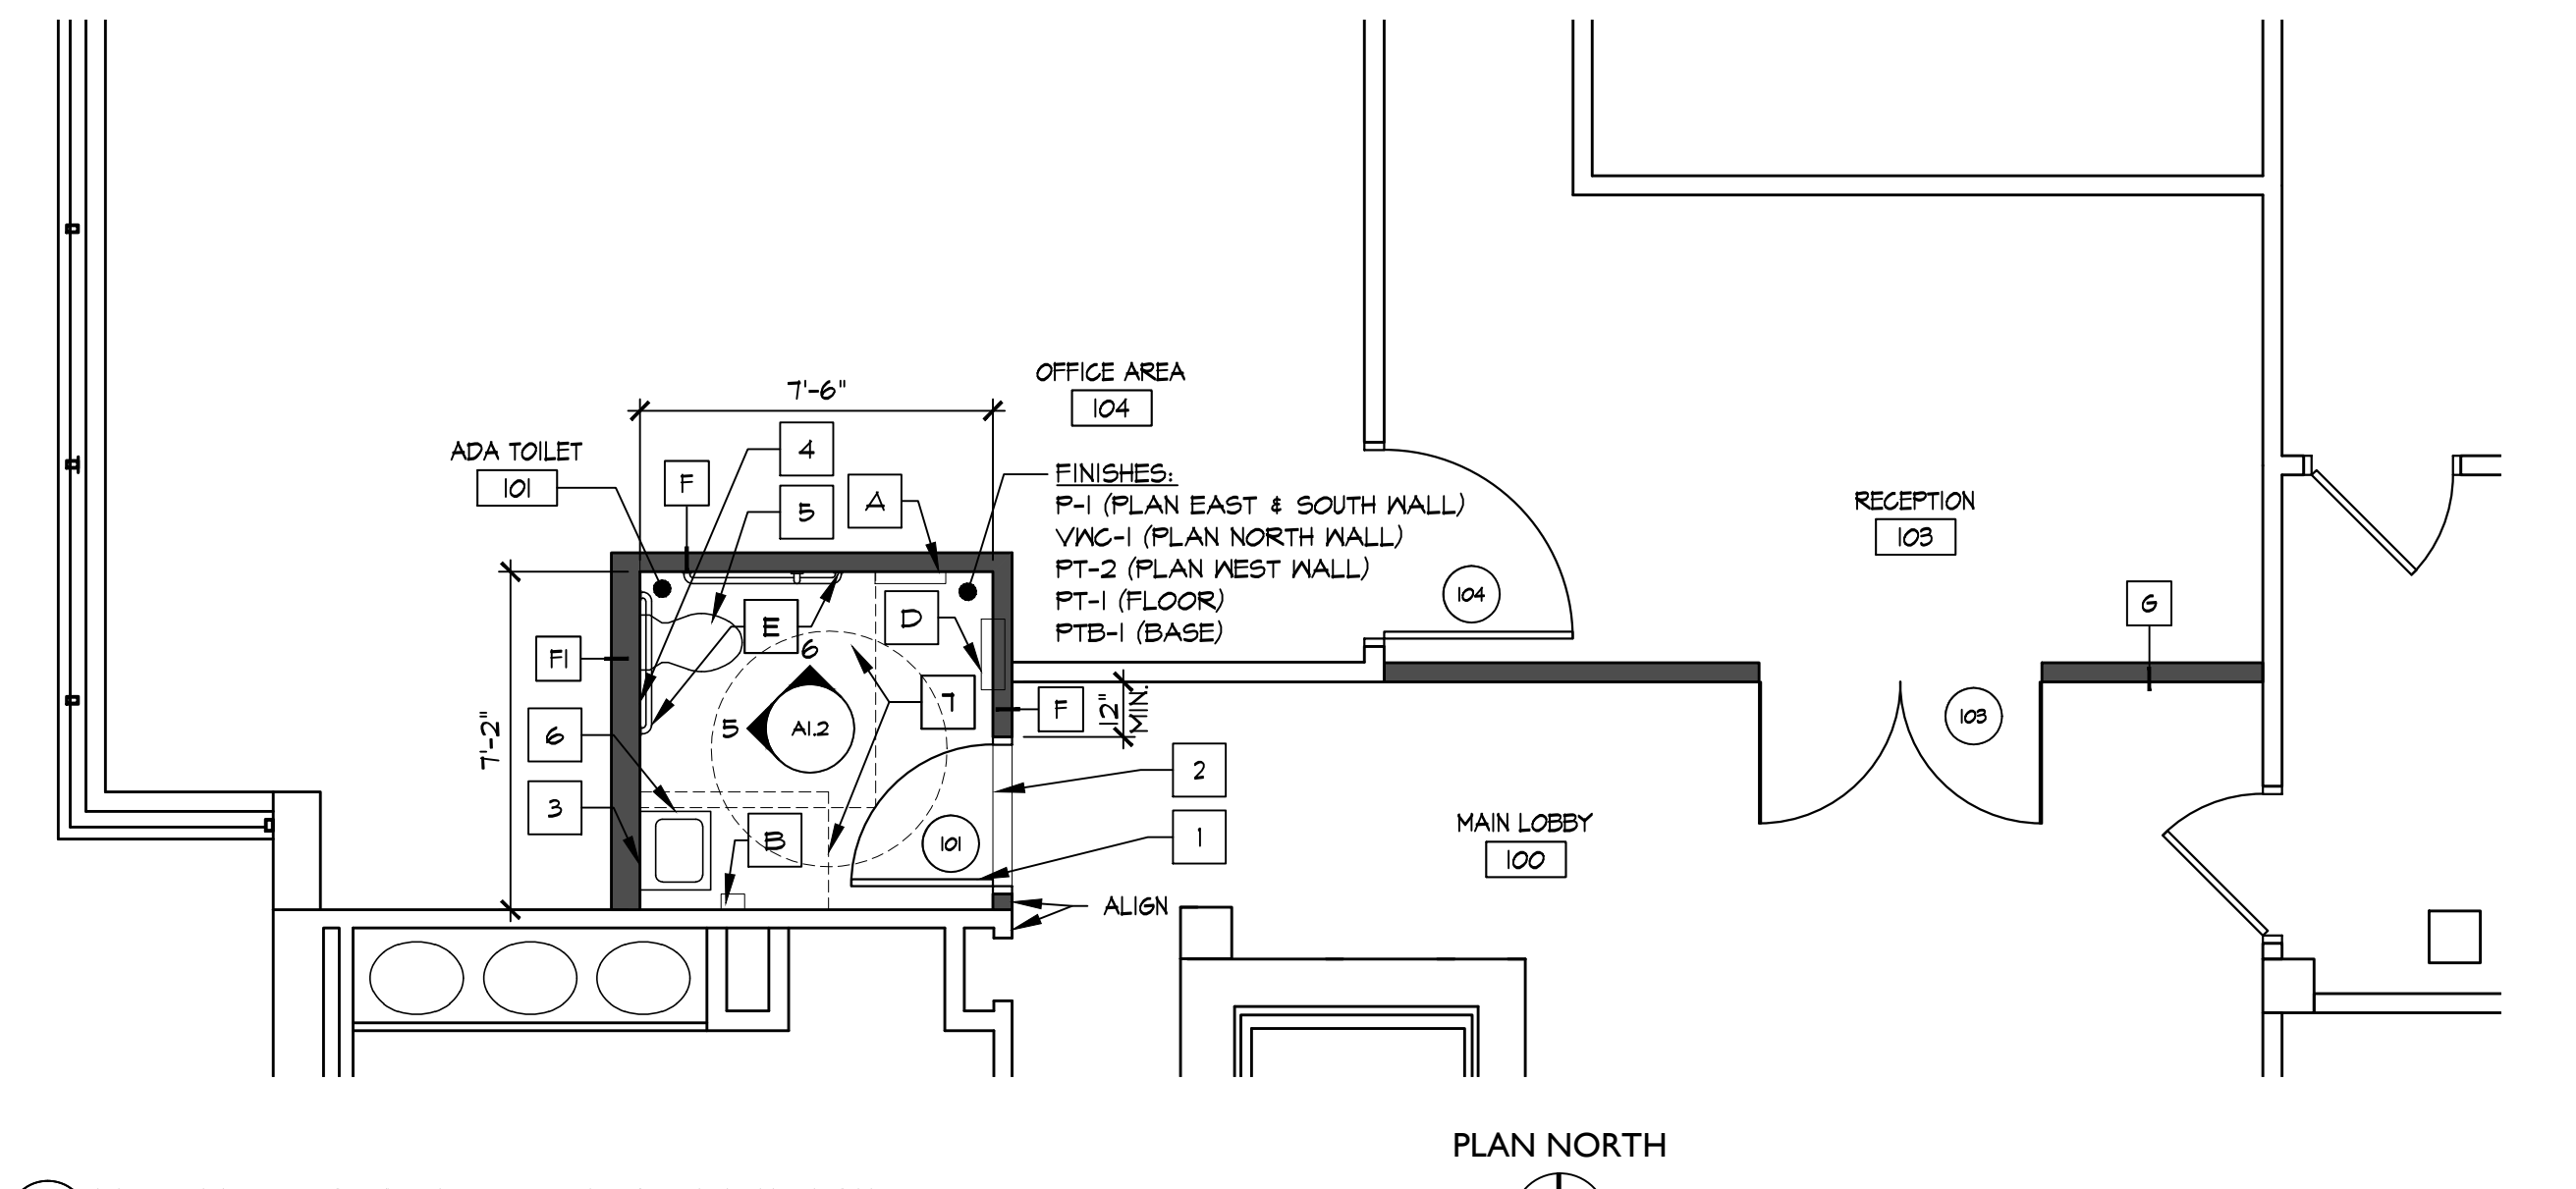 7'-6"
OFFICE AREA
104
ADA TOILET
101
F
4
5
A
FINISHES:
P-1 (PLAN EAST & SOUTH WALL)
VWC-1 (PLAN NORTH WALL)
PT-2 (PLAN WEST WALL)
PT-1 (FLOOR)
PTB-1 (BASE)
RECEPTION
103
104
G
E
D
F1
6
7
F
12"
MIN.
5
A1.2
103
7'-2"
6
2
3
B
101
1
MAIN LOBBY
100
ALIGN
PLAN NORTH